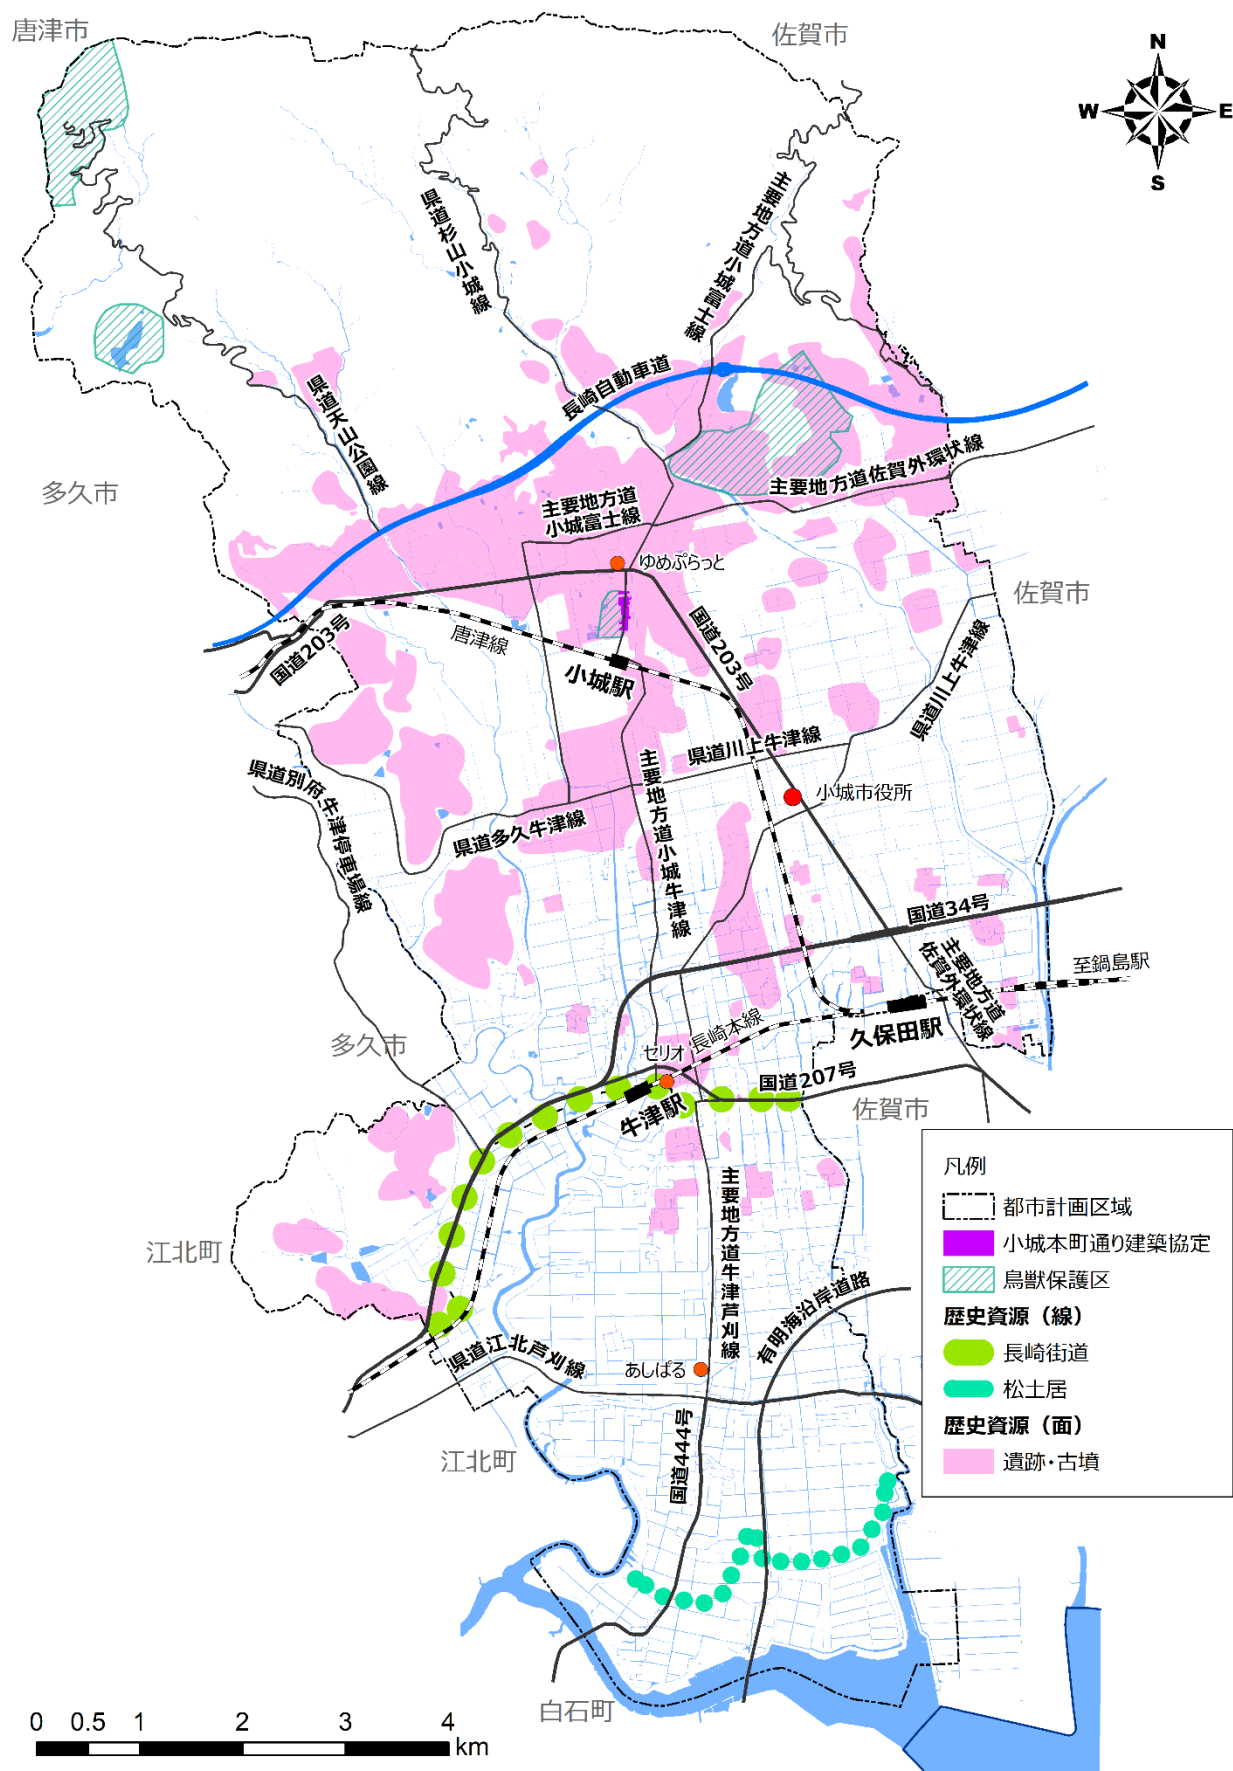 唐津市
佐賀市
N
W
E
S
県道杉山小城線
主要地方道小城富士線
県道天山公園線
長崎自動車道
多久市
主要地方道佐賀外環状線
主要地方道
小城富士線
ゆめぷらっと
佐賀市
国道203号
唐津線
国道203号
小城駅
県道川上牛津線
県道川上牛津線
主要地方道小城牛津線
県道別府牛津停車場線
小城市役所
県道多久牛津線
国道34号
主要地方道
佐賀外環状線
至鍋島駅
久保田駅
多久市
長崎本線
セリオ
国道207号
牛津駅
佐賀市
凡例
都市計画区域
小城本町通り建築協定
鳥獣保護区
歴史資源（線）
長崎街道
松土居
歴史資源（面）
遺跡・古墳
江北町
主要地方道牛津芦刈線
有明海沿岸道路
県道江北芦刈線
あしぱる
国道444号
江北町
白石町
0 0.5 1 2 3 4
km